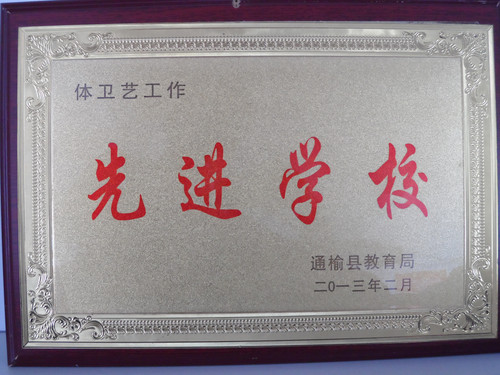 体卫艺工作
先进学校
通榆县教育局
二0一三年二月